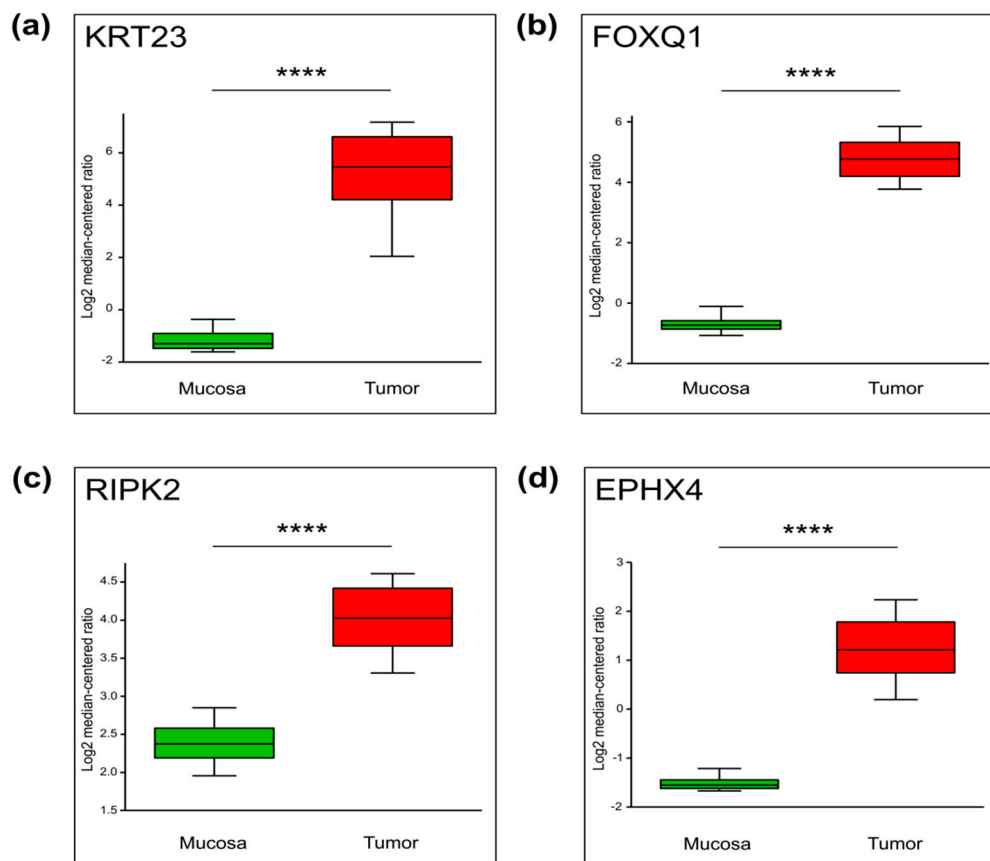 (a)
KRT23
****
Log2 median-centered ratio
6
4
2
0
-2
Mucosa
Tumor
(b)
FOXQ1
****
Log2 median-centered ratio
6
4
2
-0
-2
Mucosa
Tumor
(c)
RIPK2
****
Log2 median-centered ratio
4.5
4.0
3.5
3.0
2.5
2.0
1.5
Mucosa
Tumor
(d)
EPHX4
****
Log2 median-centered ratio
3
2
1
0
-1
-2
Mucosa
Tumor